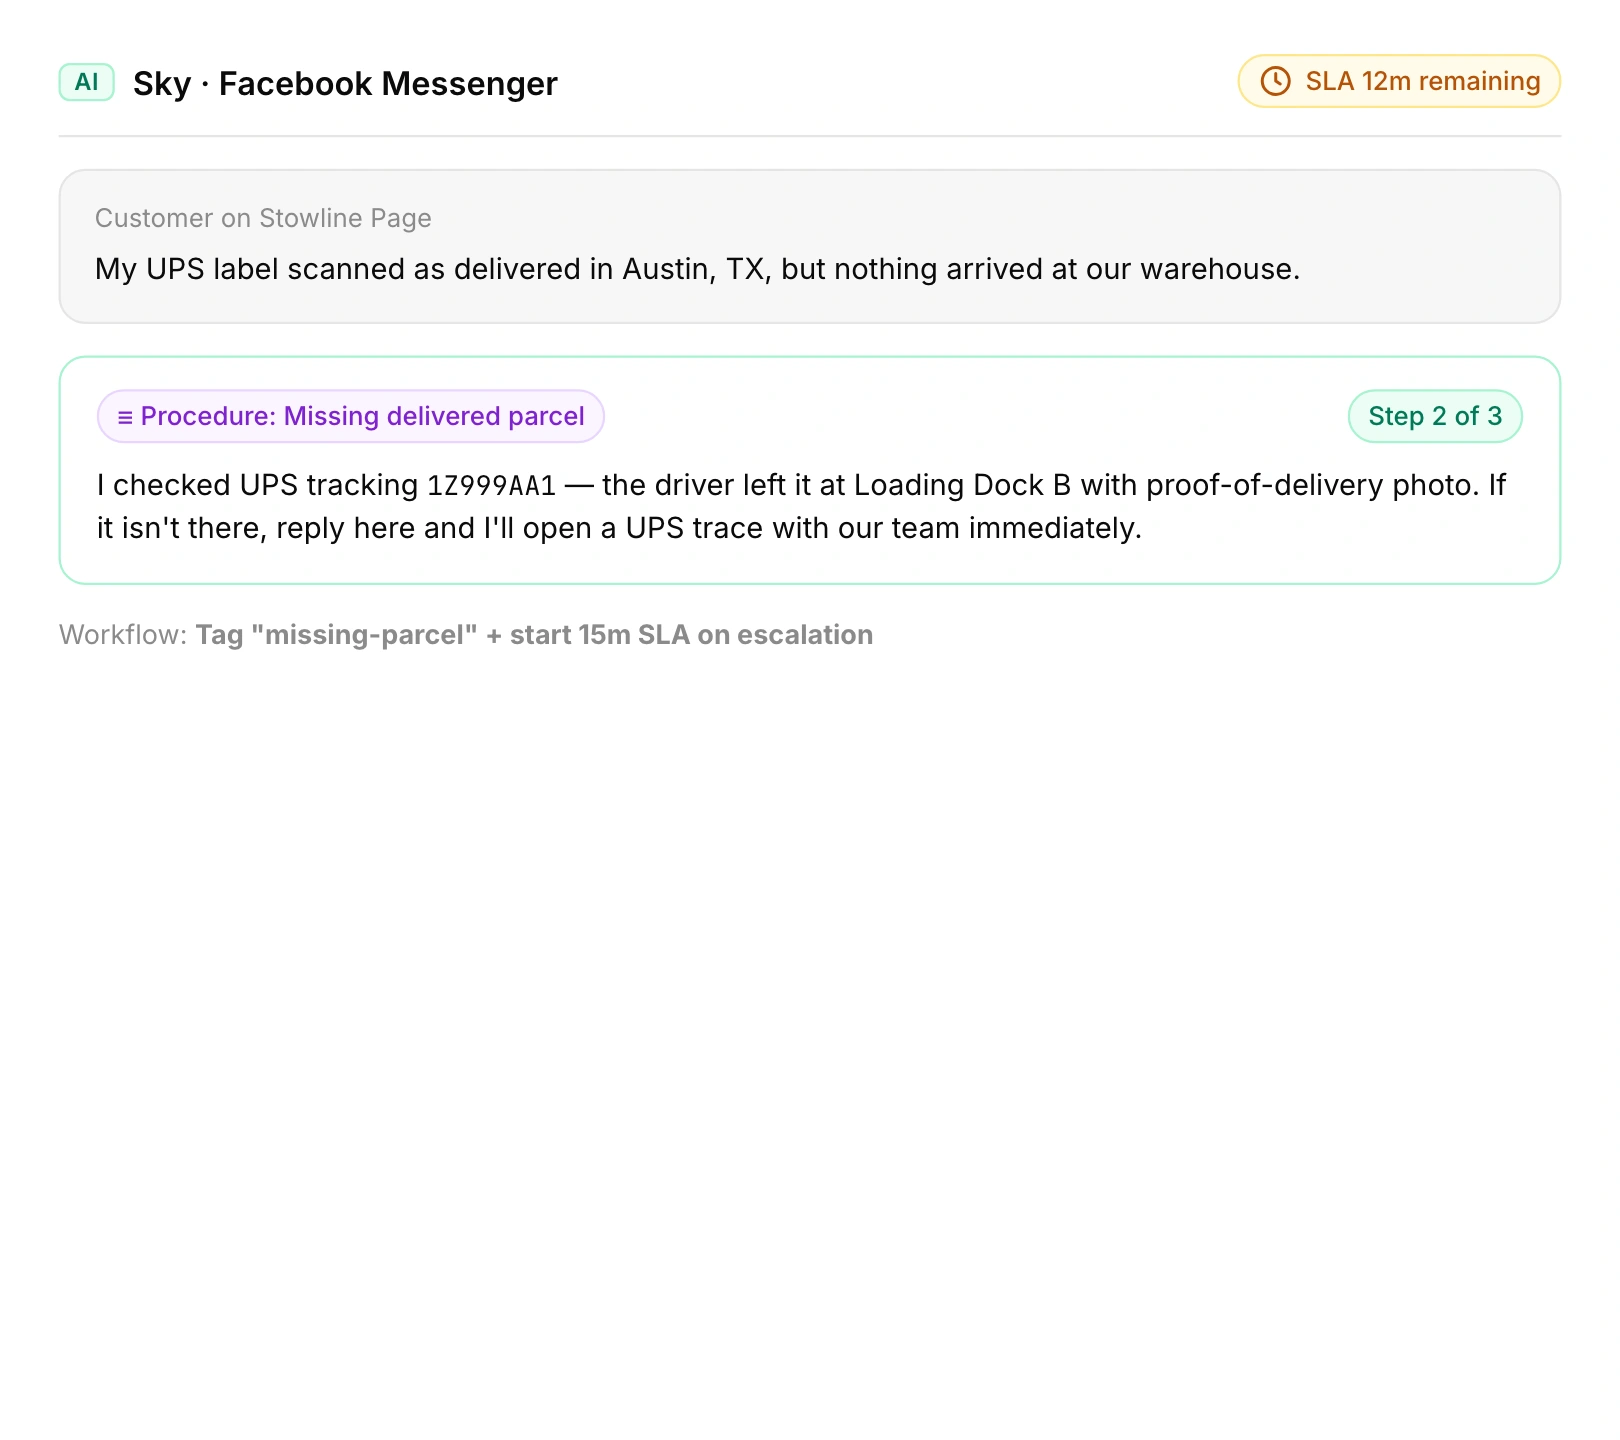 AI Sky · Facebook Messenger
SLA 12m remaining
Customer on Stowline Page
My UPS label scanned as delivered in Austin, TX, but nothing arrived at our warehouse.
≡ Procedure: Missing delivered parcel
Step 2 of 3
I checked UPS tracking 1Z999AA1 — the driver left it at Loading Dock B with proof-of-delivery photo. If
it isn't there, reply here and I'll open a UPS trace with our team immediately.
Workflow: Tag "missing-parcel" + start 15m SLA on escalation